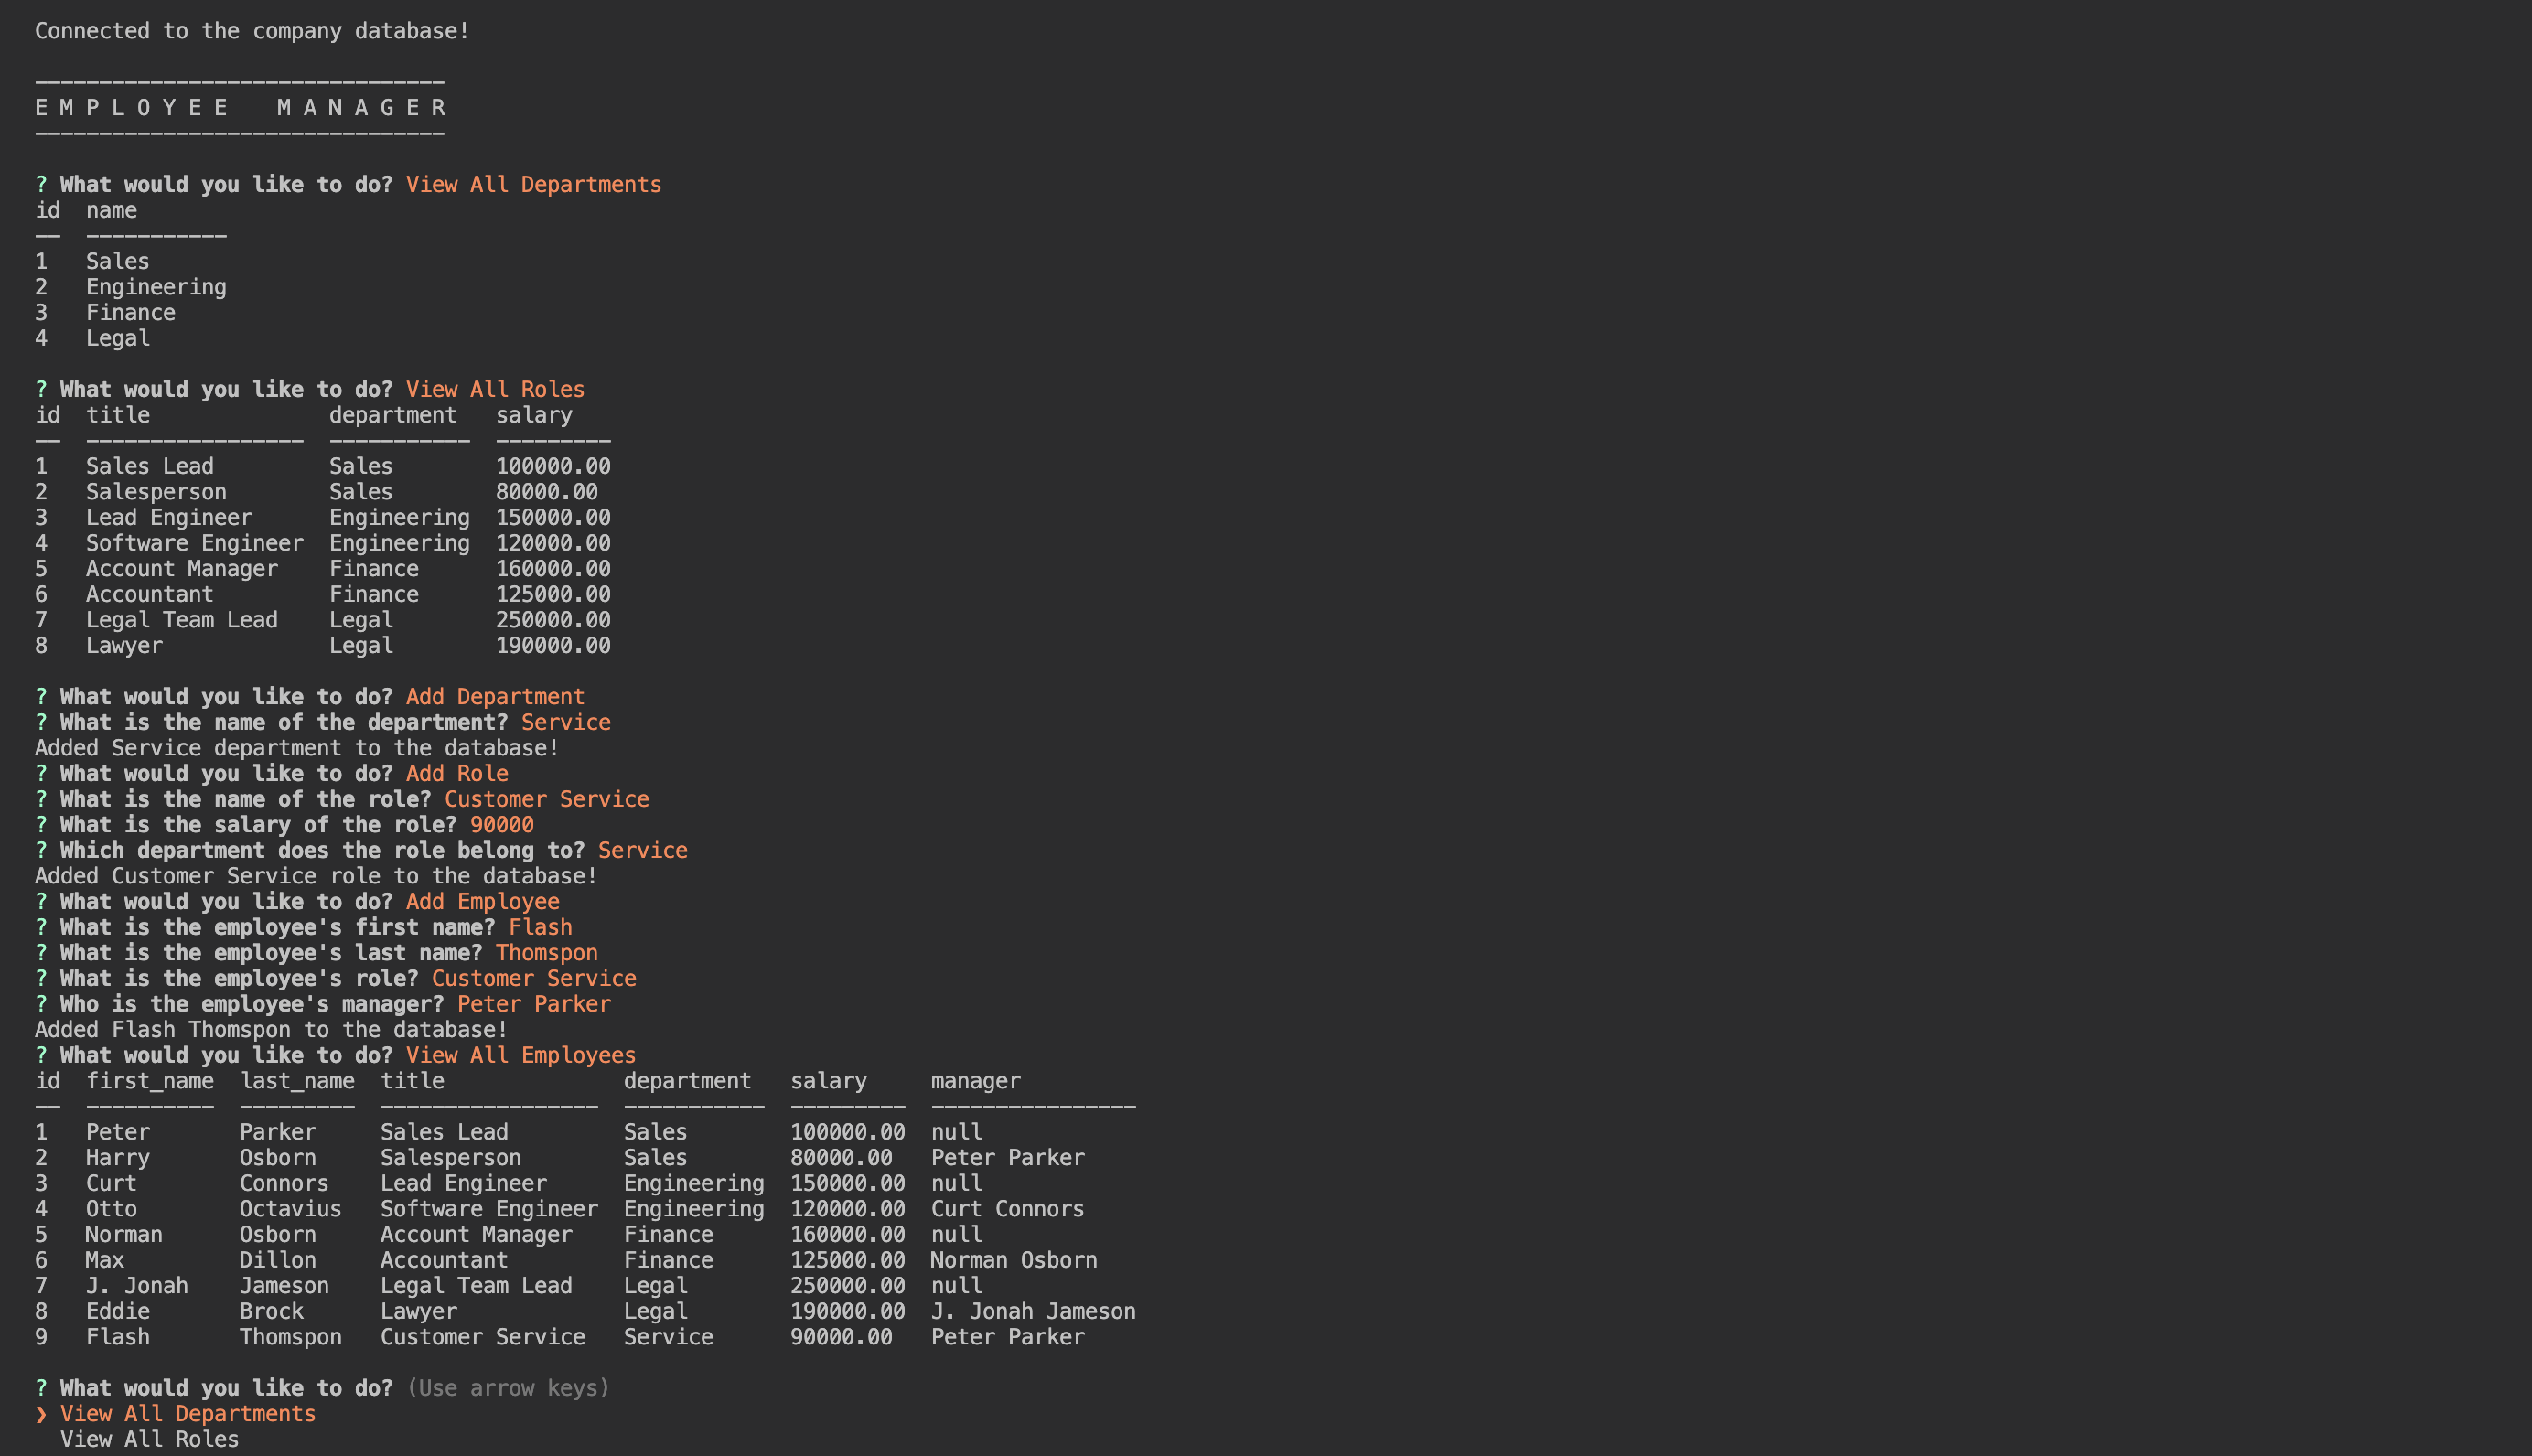 Connected to the company database!
--------------------------------
E M P L O Y E E   M A N A G E R
--------------------------------
? What would you like to do? View All Departments
id  name
--  -----------
1   Sales
2   Engineering
3   Finance
4   Legal
? What would you like to do? View All Roles
id  title              department   salary
--  -----------------  -----------  ---------
1   Sales Lead         Sales        100000.00
2   Salesperson        Sales        80000.00
3   Lead Engineer      Engineering  150000.00
4   Software Engineer  Engineering  120000.00
5   Account Manager    Finance      160000.00
6   Accountant         Finance      125000.00
7   Legal Team Lead    Legal        250000.00
8   Lawyer             Legal        190000.00
? What would you like to do? Add Department
? What is the name of the department? Service
Added Service department to the database!
? What would you like to do? Add Role
? What is the name of the role? Customer Service
? What is the salary of the role? 90000
? Which department does the role belong to? Service
Added Customer Service role to the database!
? What would you like to do? Add Employee
? What is the employee's first name? Flash
? What is the employee's last name? Thomspon
? What is the employee's role? Customer Service
? Who is the employee's manager? Peter Parker
Added Flash Thomspon to the database!
? What would you like to do? View All Employees
id  first_name  last_name  title              department   salary     manager
--  ----------  ---------  -----------------  -----------  ---------  ----------------
1   Peter       Parker     Sales Lead         Sales        100000.00  null
2   Harry       Osborn     Salesperson        Sales        80000.00   Peter Parker
3   Curt        Connors    Lead Engineer      Engineering  150000.00  null
4   Otto        Octavius   Software Engineer  Engineering  120000.00  Curt Connors
5   Norman      Osborn     Account Manager    Finance      160000.00  null
6   Max         Dillon     Accountant         Finance      125000.00  Norman Osborn
7   J. Jonah    Jameson    Legal Team Lead    Legal        250000.00  null
8   Eddie       Brock      Lawyer             Legal        190000.00  J. Jonah Jameson
9   Flash       Thomspon   Customer Service   Service      90000.00   Peter Parker
? What would you like to do? (Use arrow keys)
❯ View All Departments
  View All Roles